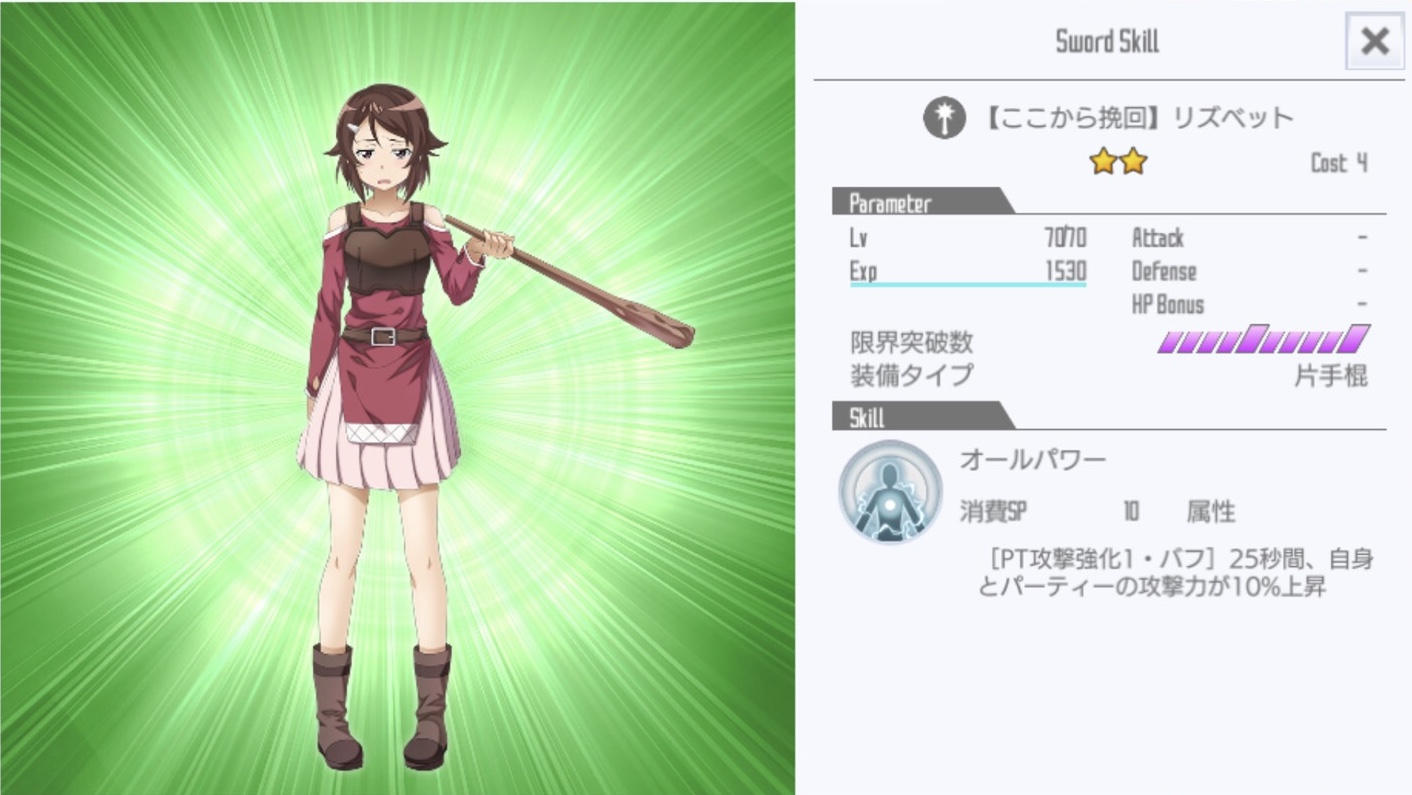 Sword Skill
【ここから挽回】リズベット
Cost 4
Parameter
Lv 70/70 Attack -
Exp 1530 Defense -
HP Bonus -
限界突破数
装備タイプ 片手棍
Skill
オールパワー
消費SP 10 属性
［PT攻撃強化1・バフ］25秒間、自身
とパーティーの攻撃力が10%上昇